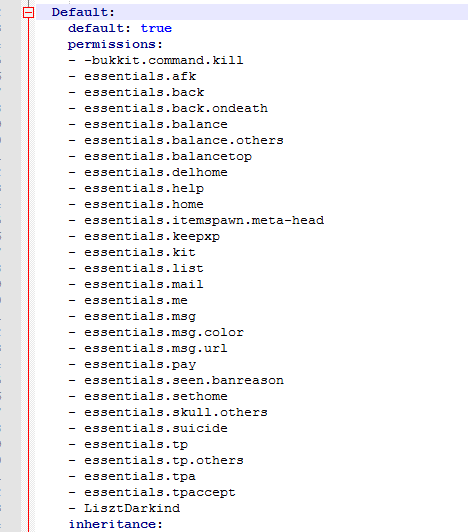 Default:
default: true
permissions:
- -bukkit.command.kill
- essentials.afk
- essentials.back
- essentials.back.ondeath
- essentials.balance
- essentials.balance.others
- essentials.balancetop
- essentials.delhome
- essentials.help
- essentials.home
- essentials.itemspawn.meta-head
- essentials.keepxp
- essentials.kit
- essentials.list
- essentials.mail
- essentials.me
- essentials.msg
- essentials.msg.color
- essentials.msg.url
- essentials.pay
- essentials.seen.banreason
- essentials.sethome
- essentials.skull.others
- essentials.suicide
- essentials.tp
- essentials.tp.others
- essentials.tpa
- essentials.tpaccept
- LisztDarkind
inheritance: